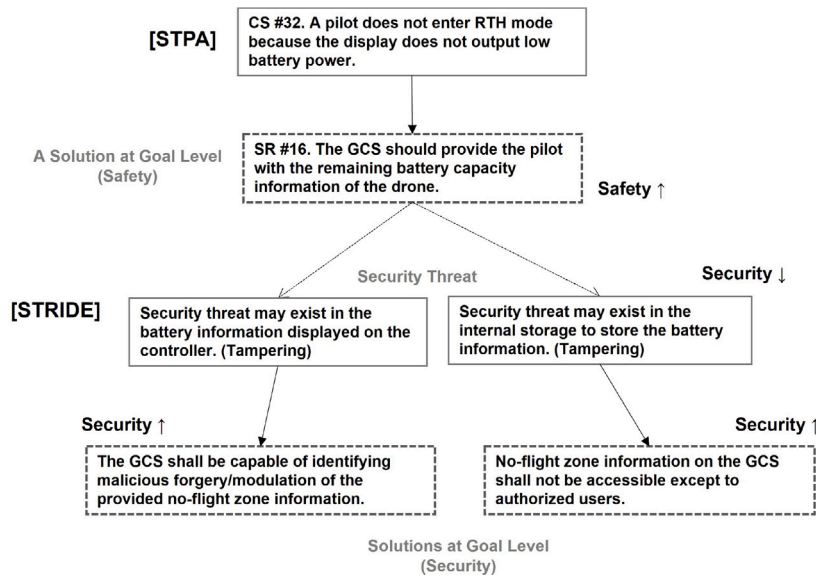 [STPA]
CS #32. A pilot does not enter RTH mode
because the display does not output low
battery power.
A Solution at Goal Level
(Safety)
SR #16. The GCS should provide the pilot
with the remaining battery capacity
information of the drone.
Safety ↑
Security Threat
Security ↓
[STRIDE]
Security threat may exist in the
battery information displayed on the
controller. (Tampering)
Security threat may exist in the
internal storage to store the battery
information. (Tampering)
Security ↑
Security ↑
The GCS shall be capable of identifying
malicious forgery/modulation of the
provided no-flight zone information.
No-flight zone information on the GCS
shall not be accessible except to
authorized users.
Solutions at Goal Level
(Security)